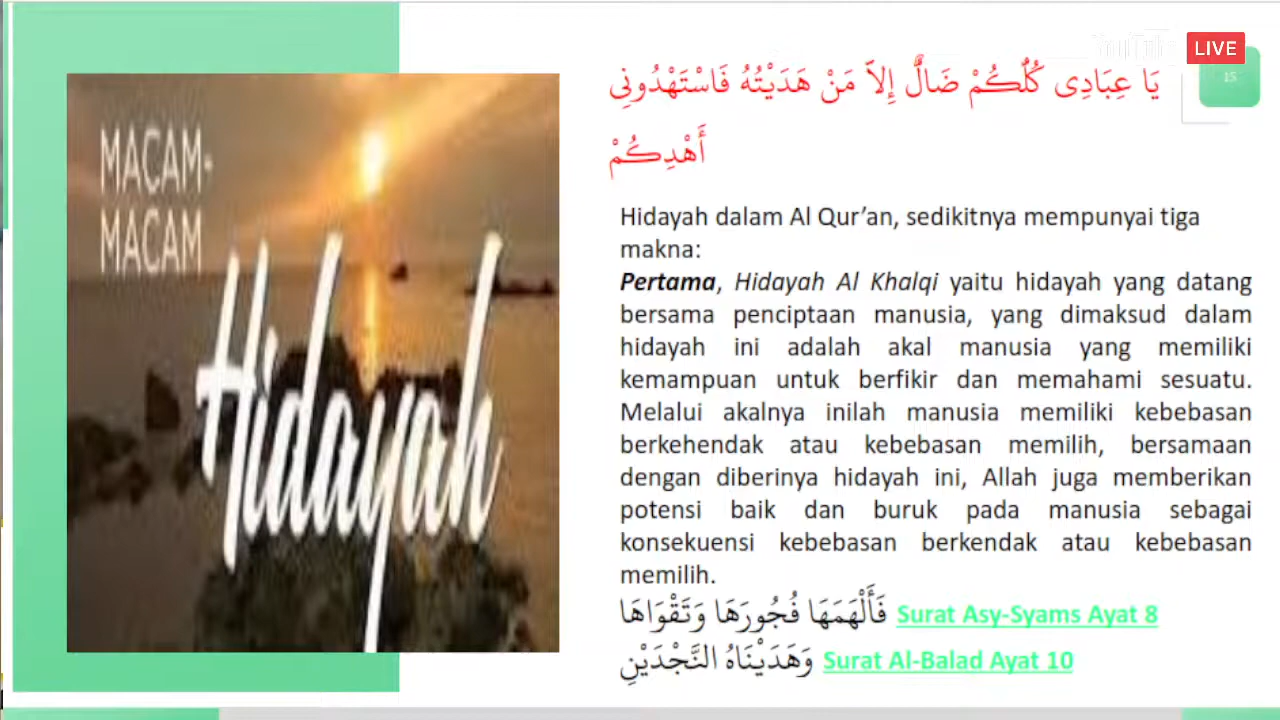 MACAM-
MACAM
Hidayah
LIVE
15
يَا عِبَادِى كُلُّكُمْ ضَالٌّ إِلاَّ مَنْ هَدَيْتُهُ فَاسْتَهْدُونِى
أَهْدِكُمْ
Hidayah dalam Al Qur’an, sedikitnya mempunyai tiga
makna:
Pertama, Hidayah Al Khalqi yaitu hidayah yang datang
bersama penciptaan manusia, yang dimaksud dalam
hidayah ini adalah akal manusia yang memiliki
kemampuan untuk berfikir dan memahami sesuatu.
Melalui akalnya inilah manusia memiliki kebebasan
berkehendak atau kebebasan memilih, bersamaan
dengan diberinya hidayah ini, Allah juga memberikan
potensi baik dan buruk pada manusia sebagai
konsekuensi kebebasan berkendak atau kebebasan
memilih.
فَأَلْهَمَهَا فُجُورَهَا وَتَقْوَاهَا Surat Asy-Syams Ayat 8
وَهَدَيْنَاهُ النَّجْدَيْنِ Surat Al-Balad Ayat 10